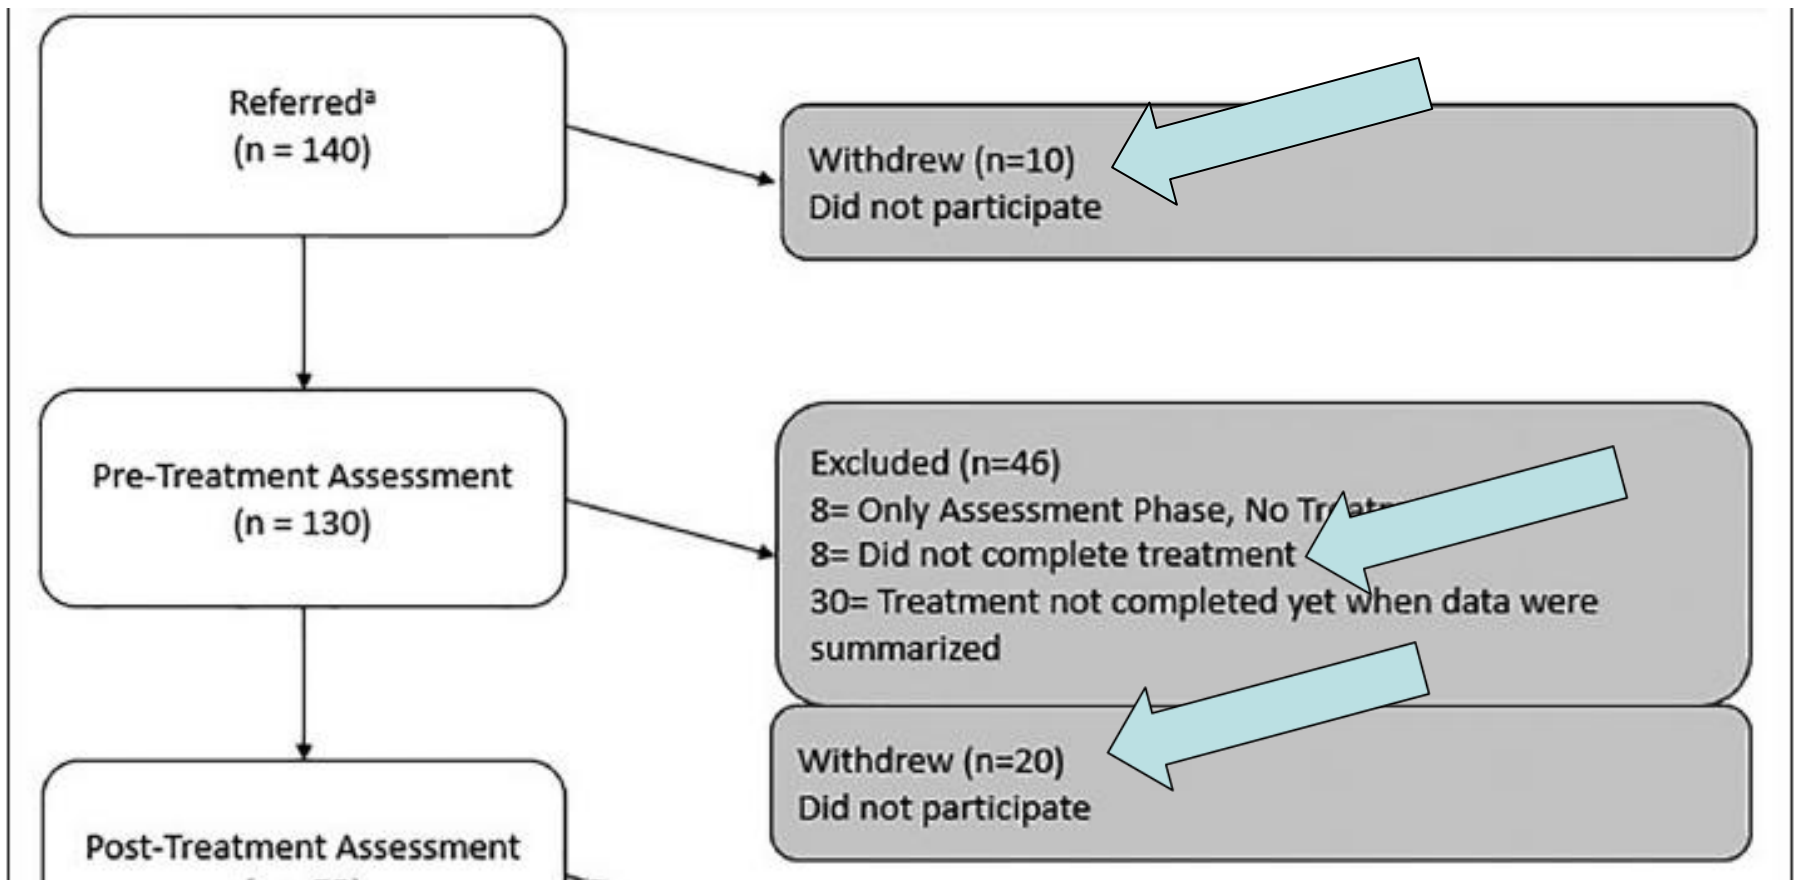 Referredᵃ
(n = 140)
Withdrew (n=10)
Did not participate
Pre-Treatment Assessment
(n = 130)
Excluded (n=46)
8= Only Assessment Phase, No
8= Did not complete treatment
30= Treatment not completed yet when data were
summarized
Withdrew (n=20)
Did not participate
Post-Treatment Assessment